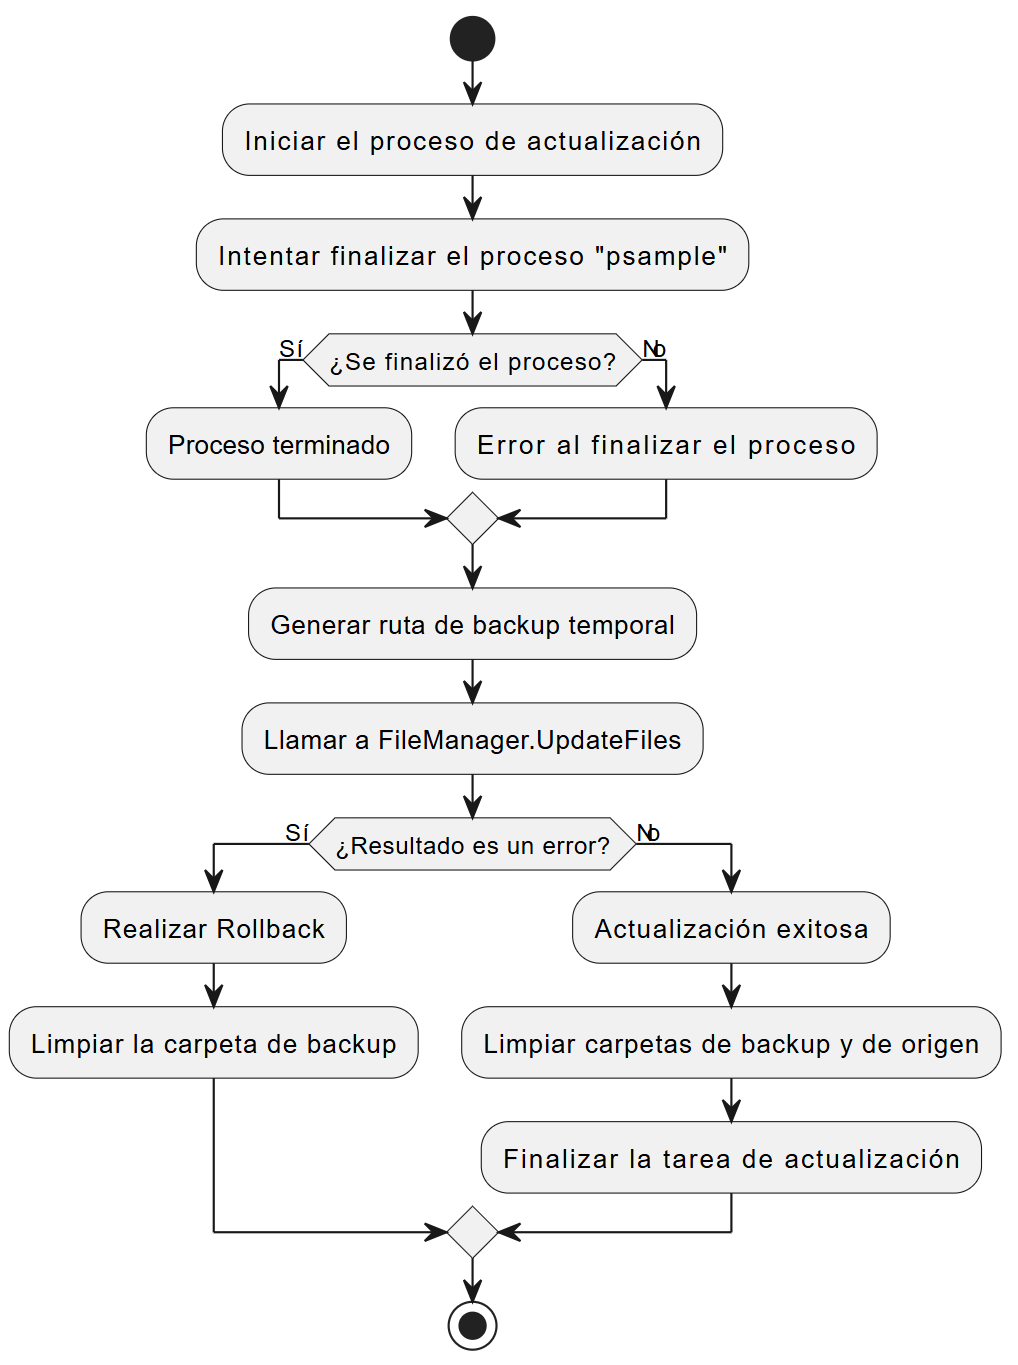 Iniciar el proceso de actualización
Intentar finalizar el proceso "psample"
Sí
¿Se finalizó el proceso?
No
Proceso terminado
Error al finalizar el proceso
Generar ruta de backup temporal
Llamar a FileManager.UpdateFiles
Sí
¿Resultado es un error?
No
Realizar Rollback
Actualización exitosa
Limpiar la carpeta de backup
Limpiar carpetas de backup y de origen
Finalizar la tarea de actualización